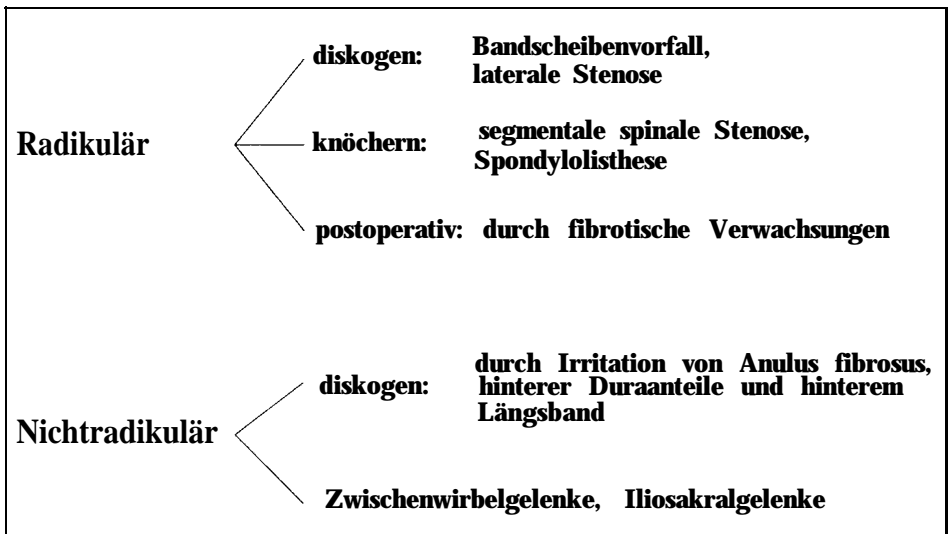 diskogen: Bandscheibenvorfall,
laterale Stenose
Radikulär
knöchern: segmentale spinale Stenose,
Spondylolisthese
postoperativ: durch fibrotische Verwachsungen
durch Irritation von Anulus fibrosus,
diskogen: hinterer Duraanteile und hinterem
Längsband
Nichtradikulär
Zwischenwirbelgelenke, Iliosakralgelenke